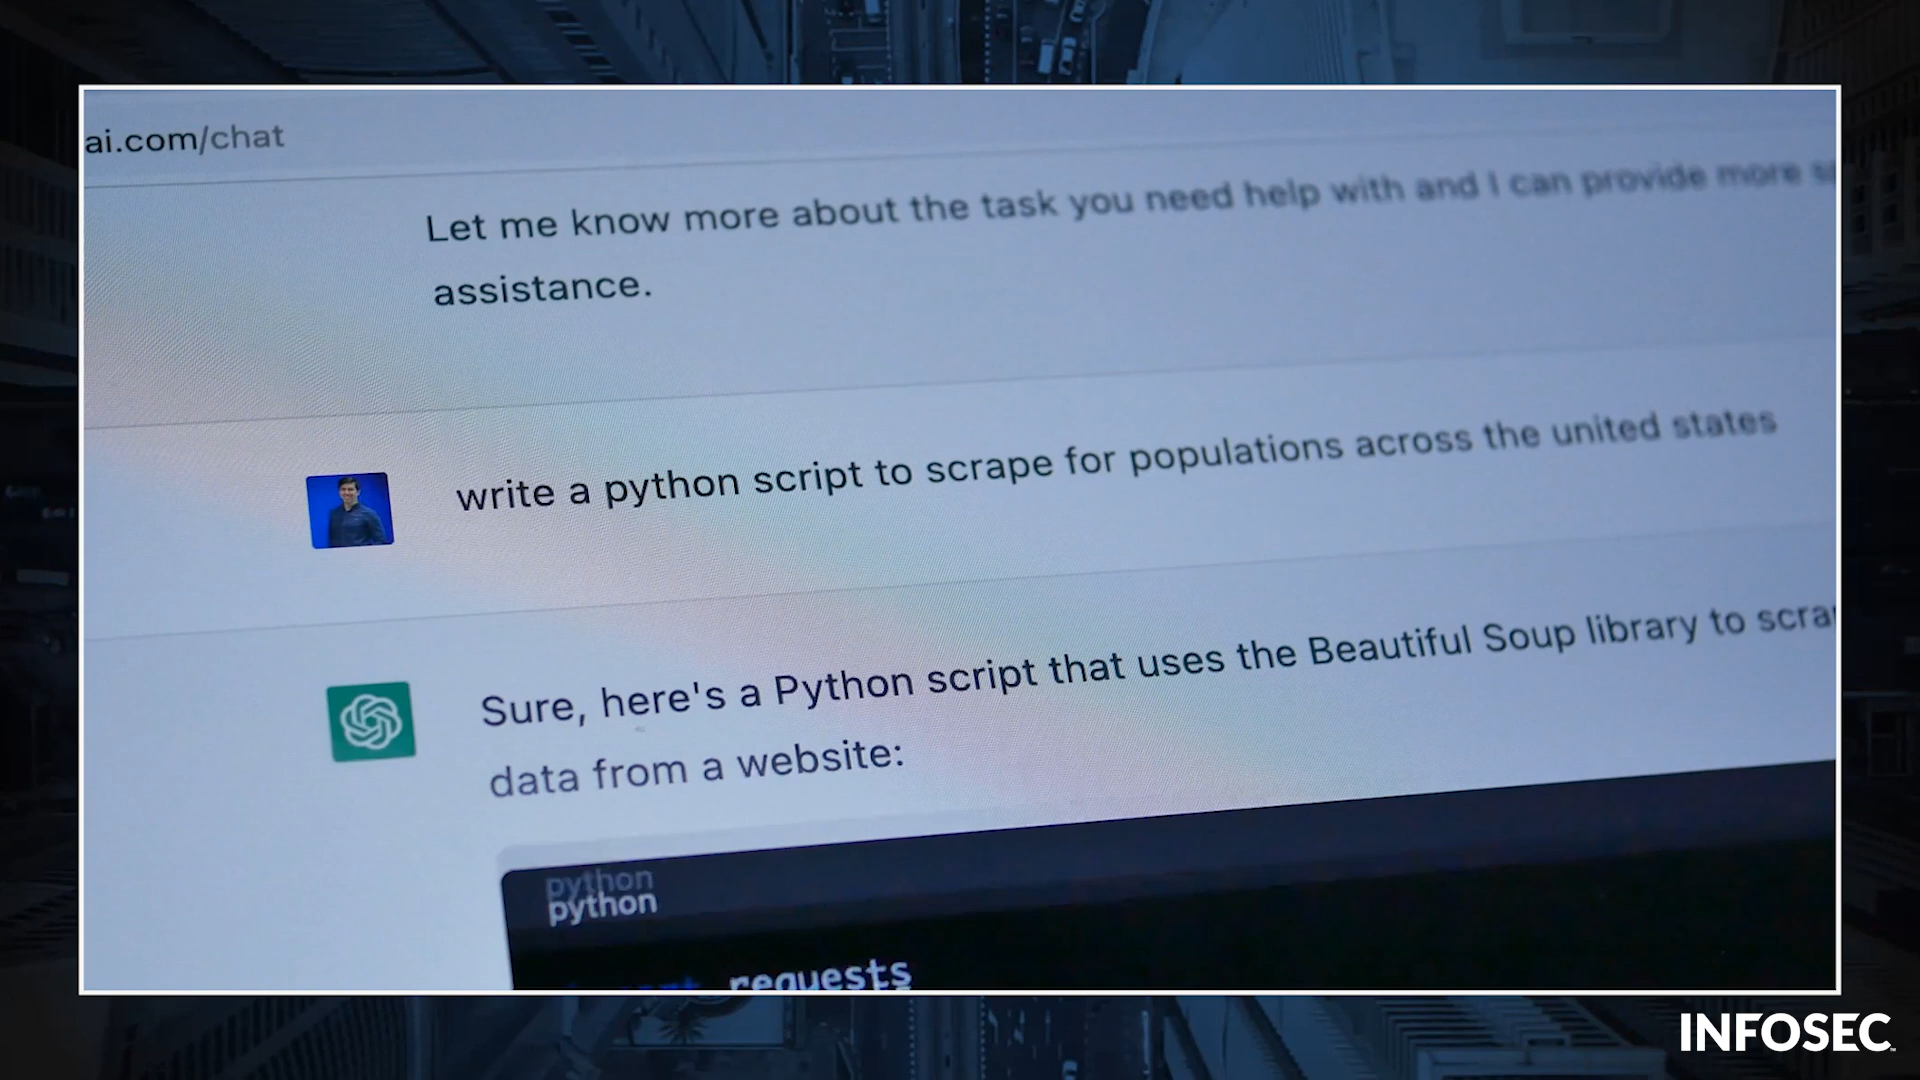 ai.com/chat
Let me know more about the task you need help with and I can provide more
assistance.
write a python script to scrape for populations across the united states
Sure, here's a Python script that uses the Beautiful Soup library to
data from a website:
python
python
requests
INFOSEC